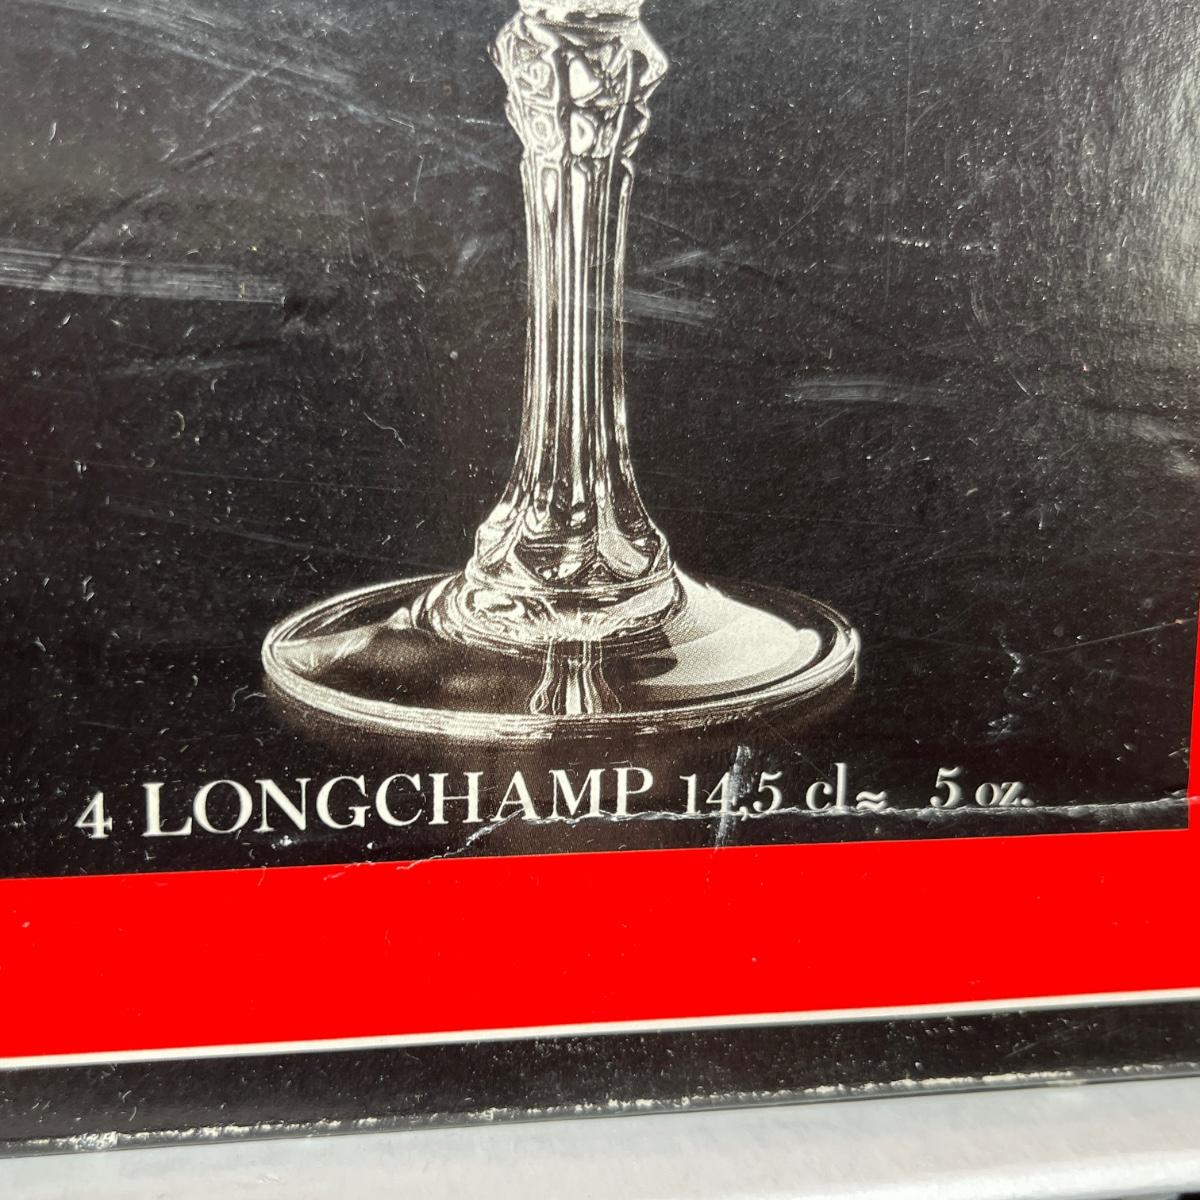 4 LONGCHAMP 14,5 cl ≈ 5 oz.